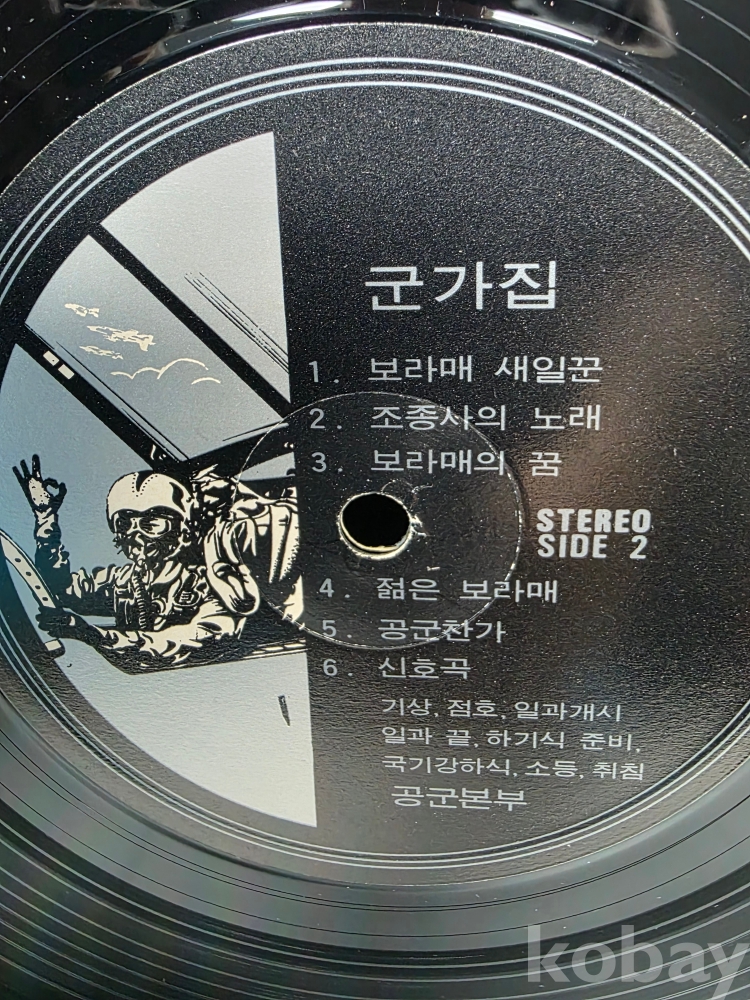 군가집
1. 보라매 새일꾼
2. 조종사의 노래
3. 보라매의 꿈
STEREO
SIDE 2
4. 젊은 보라매
5. 공군찬가
6. 신호곡
기상, 점호, 일과개시
일과 끝, 하기식 준비,
국기강하식, 소등, 취침
공군본부
kobay